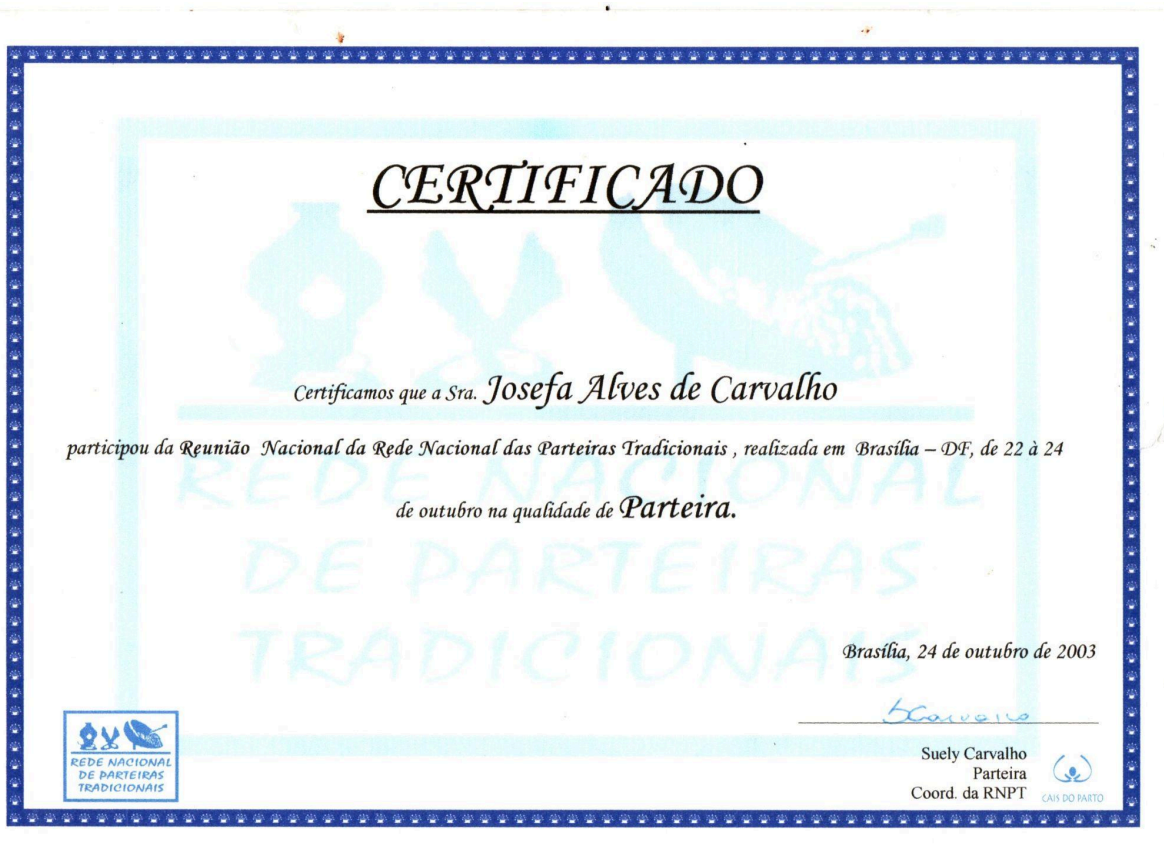 CERTIFICADO
Certificamos que a Sra. Josefa Alves de Carvalho
participou da Reunião Nacional da Rede Nacional das Parteiras Tradicionais , realizada em Brasília – DF, de 22 à 24
de outubro na qualidade de Parteira.
REDE NACIONAL
DE PARTEIRAS
TRADICIONAIS
Brasília, 24 de outubro de 2003
SCarvalho
Suely Carvalho
Parteira
Coord. da RNPT
CAIS DO PARTO
REDE NACIONAL
DE PARTEIRAS
TRADICIONAIS